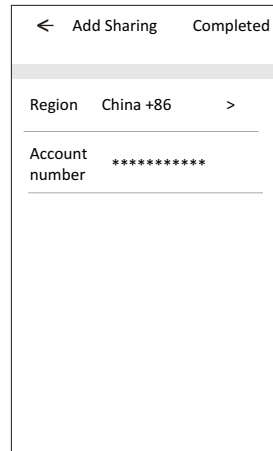 ← Add Sharing Completed
Region China +86 >
Account
number ***********